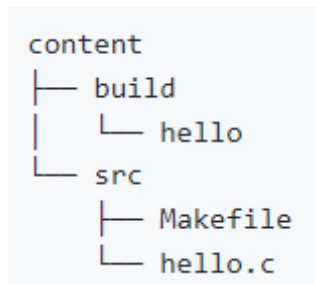 content
├── build
│   └── hello
└── src
    ├── Makefile
    └── hello.c